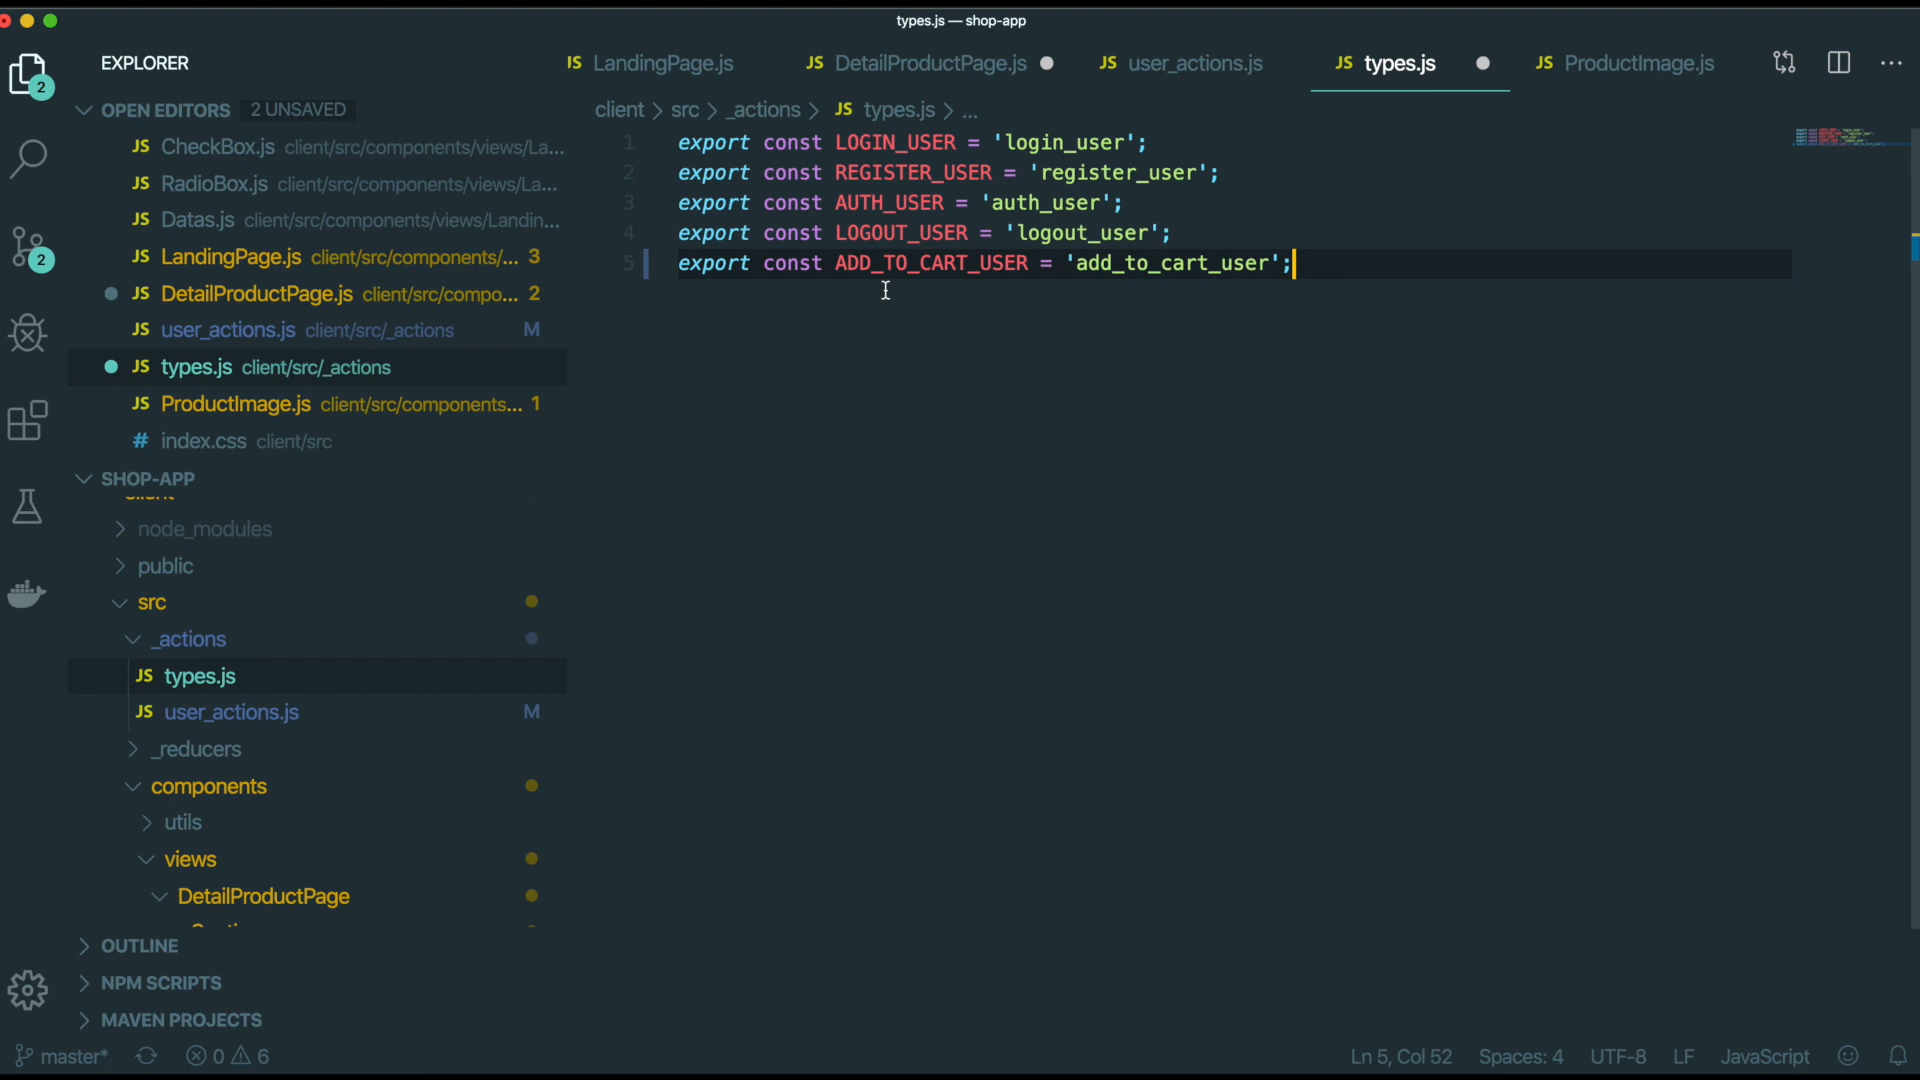 types.js — shop-app
EXPLORER
JS LandingPage.js
JS DetailProductPage.js
JS user_actions.js
JS types.js
JS ProductImage.js
2
OPEN EDITORS 2 UNSAVED
client > src > _actions > JS types.js > ...
JS CheckBox.js client/src/components/views/La...
JS RadioBox.js client/src/components/views/La...
JS Datas.js client/src/components/views/Landin...
JS LandingPage.js client/src/components/... 3
2
JS DetailProductPage.js client/src/compo... 2
JS user_actions.js client/src/_actions M
JS types.js client/src/_actions
JS ProductImage.js client/src/components... 1
# index.css client/src
1 export const LOGIN_USER = 'login_user';
2 export const REGISTER_USER = 'register_user';
3 export const AUTH_USER = 'auth_user';
4 export const LOGOUT_USER = 'logout_user';
5 export const ADD_TO_CART_USER = 'add_to_cart_user';
SHOP-APP
node_modules
public
src
_actions
JS types.js
JS user_actions.js M
_reducers
components
utils
views
DetailProductPage
OUTLINE
NPM SCRIPTS
MAVEN PROJECTS
master* 0 6
Ln 5, Col 52 Spaces: 4 UTF-8 LF JavaScript